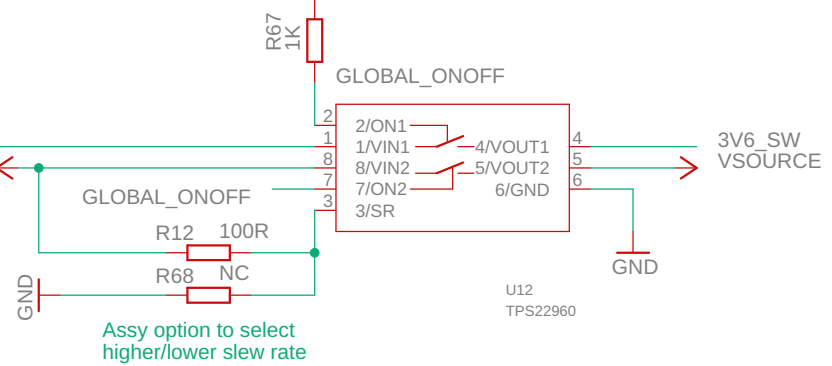 R67
1K
GLOBAL_ONOFF
2
2/ON1
1
1/VIN1
4/VOUT1
4
3V6_SW
8
8/VIN2
5/VOUT2
5
VSOURCE
7
7/ON2
6/GND
6
GLOBAL_ONOFF
3
3/SR
R12 100R
GND
R68 NC
GND
U12
TPS22960
Assy option to select
higher/lower slew rate